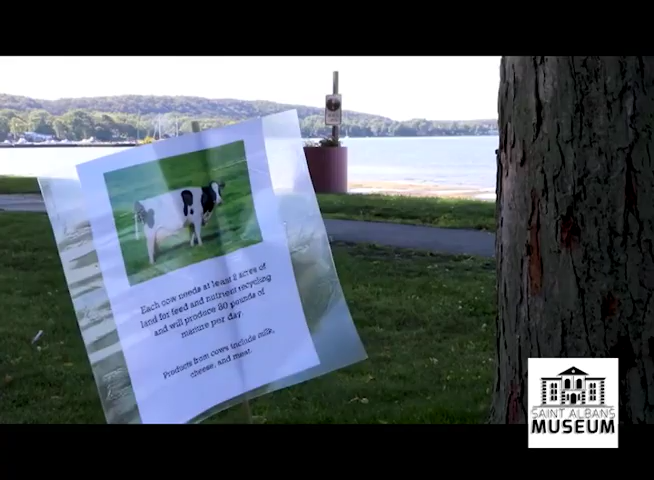 Each cow needs at least 2 acres of
land for feed and nutrient recycling
and will produce 80 pounds of
manure per day.
Products from cows include milk,
cheese, and meat.
SAINT ALBANS
MUSEUM